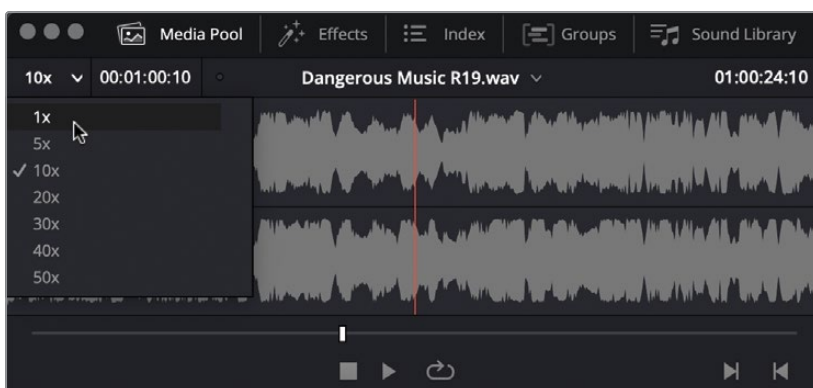 Media Pool Effects Index Groups Sound Library
10x 00:01:00:10 Dangerous Music R19.wav 01:00:24:10
1x
5x
10x
20x
30x
40x
50x